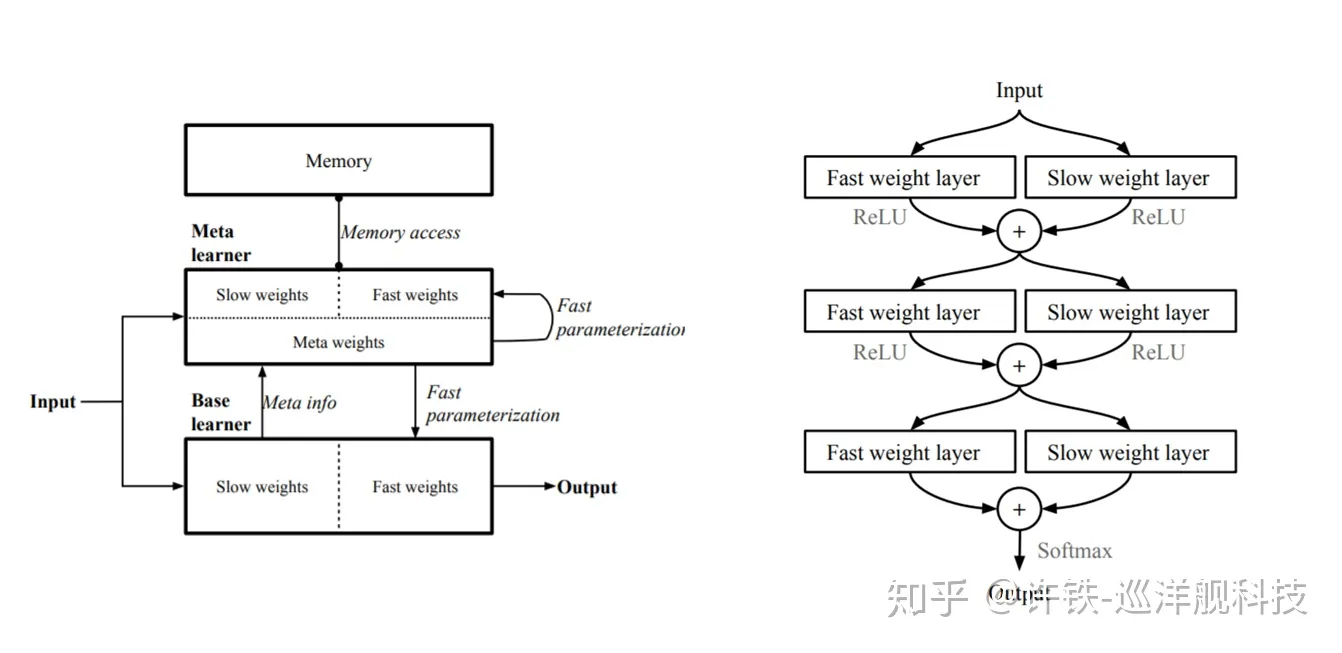 Memory
Memory access
Meta
learner
Slow weights
Fast weights
Meta weights
Fast
parameterization
Input
Base
learner
Meta info
Fast
parameterization
Slow weights
Fast weights
Output
Input
Fast weight layer
Slow weight layer
ReLU
ReLU
+
Fast weight layer
Slow weight layer
ReLU
ReLU
+
Fast weight layer
Slow weight layer
+
Softmax
Output
知乎 @许铁-巡洋舰科技